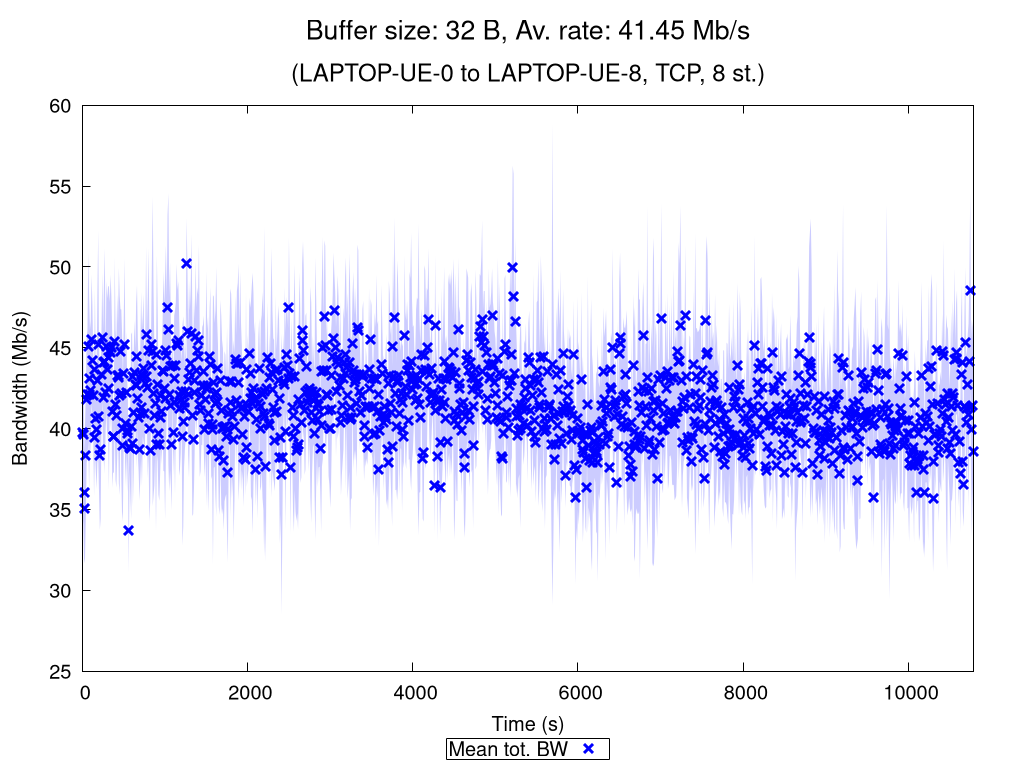 Buffer size: 32 B, Av. rate: 41.45 Mb/s
(LAPTOP-UE-0 to LAPTOP-UE-8, TCP, 8 st.)
60
55
50
45
40
35
30
25
Bandwidth (Mb/s)
0 2000 4000 6000 8000 10000
Time (s)
Mean tot. BW